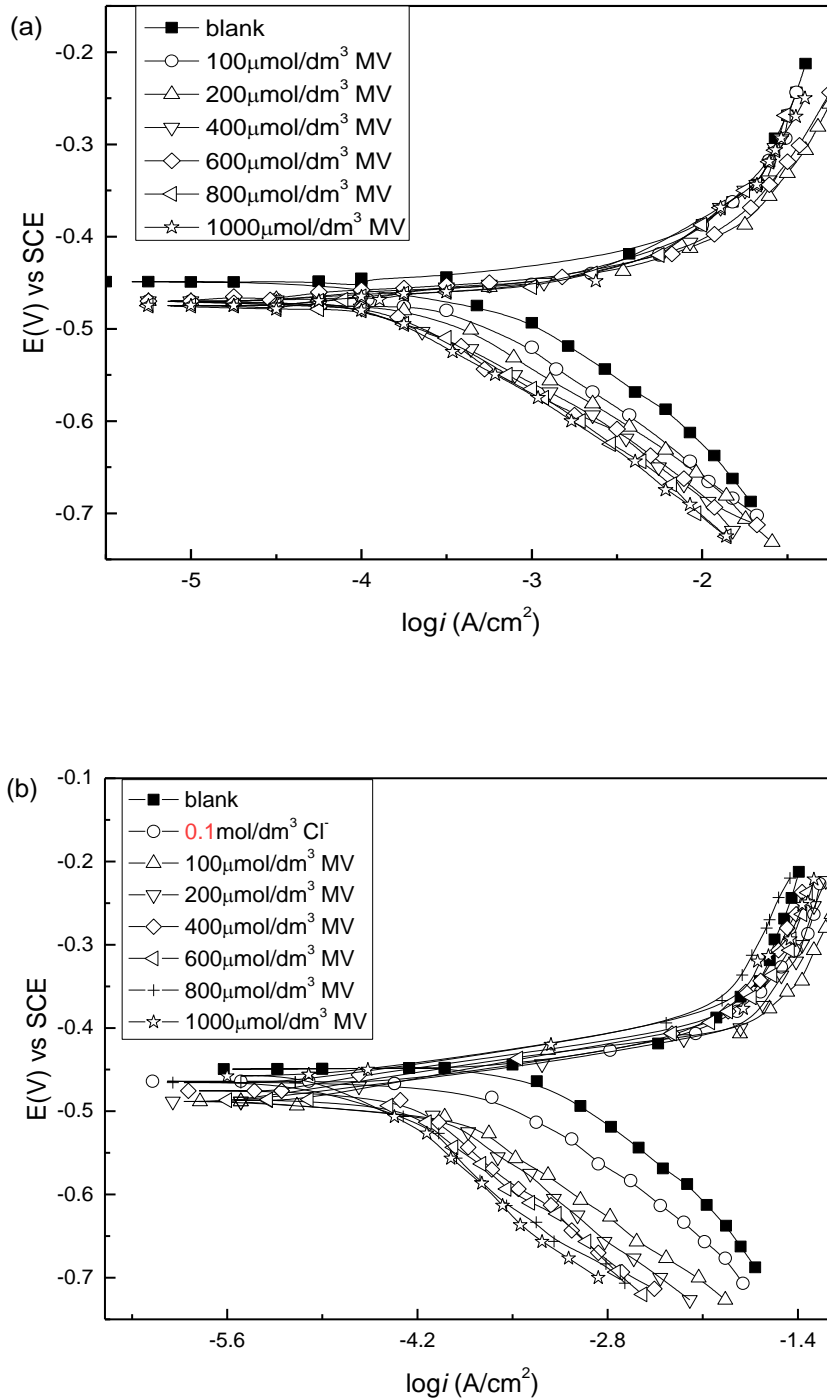 (a)
blank
100μmol/dm³ MV
200μmol/dm³ MV
400μmol/dm³ MV
600μmol/dm³ MV
800μmol/dm³ MV
1000μmol/dm³ MV
-0.2
-0.3
-0.4
-0.5
-0.6
-0.7
E(V) vs SCE
-5
-4
-3
-2
logi (A/cm²)
(b)
blank
0.1mol/dm³ Cl⁻
100μmol/dm³ MV
200μmol/dm³ MV
400μmol/dm³ MV
600μmol/dm³ MV
800μmol/dm³ MV
1000μmol/dm³ MV
-0.1
-0.2
-0.3
-0.4
-0.5
-0.6
-0.7
E(V) vs SCE
-5.6
-4.2
-2.8
-1.4
logi (A/cm²)